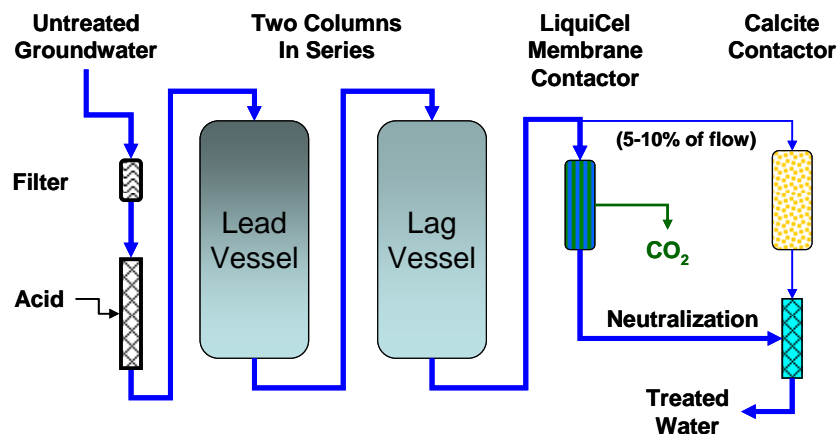 Untreated
Groundwater
Two Columns
In Series
LiquiCel
Membrane
Contactor
Calcite
Contactor
(5-10% of flow)
Filter
Lead
Vessel
Lag
Vessel
CO₂
Acid
Neutralization
Treated
Water